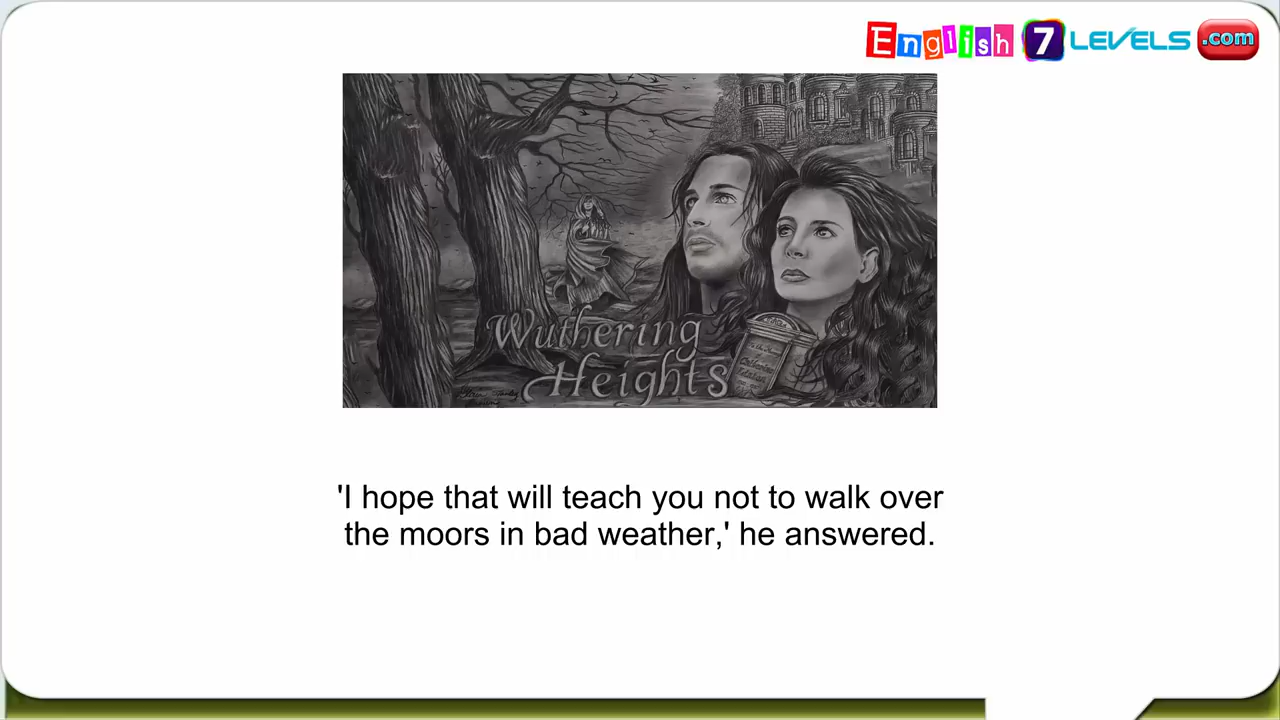 English 7 LEVELS .com
Wuthering
Heights
'I hope that will teach you not to walk over
the moors in bad weather,' he answered.